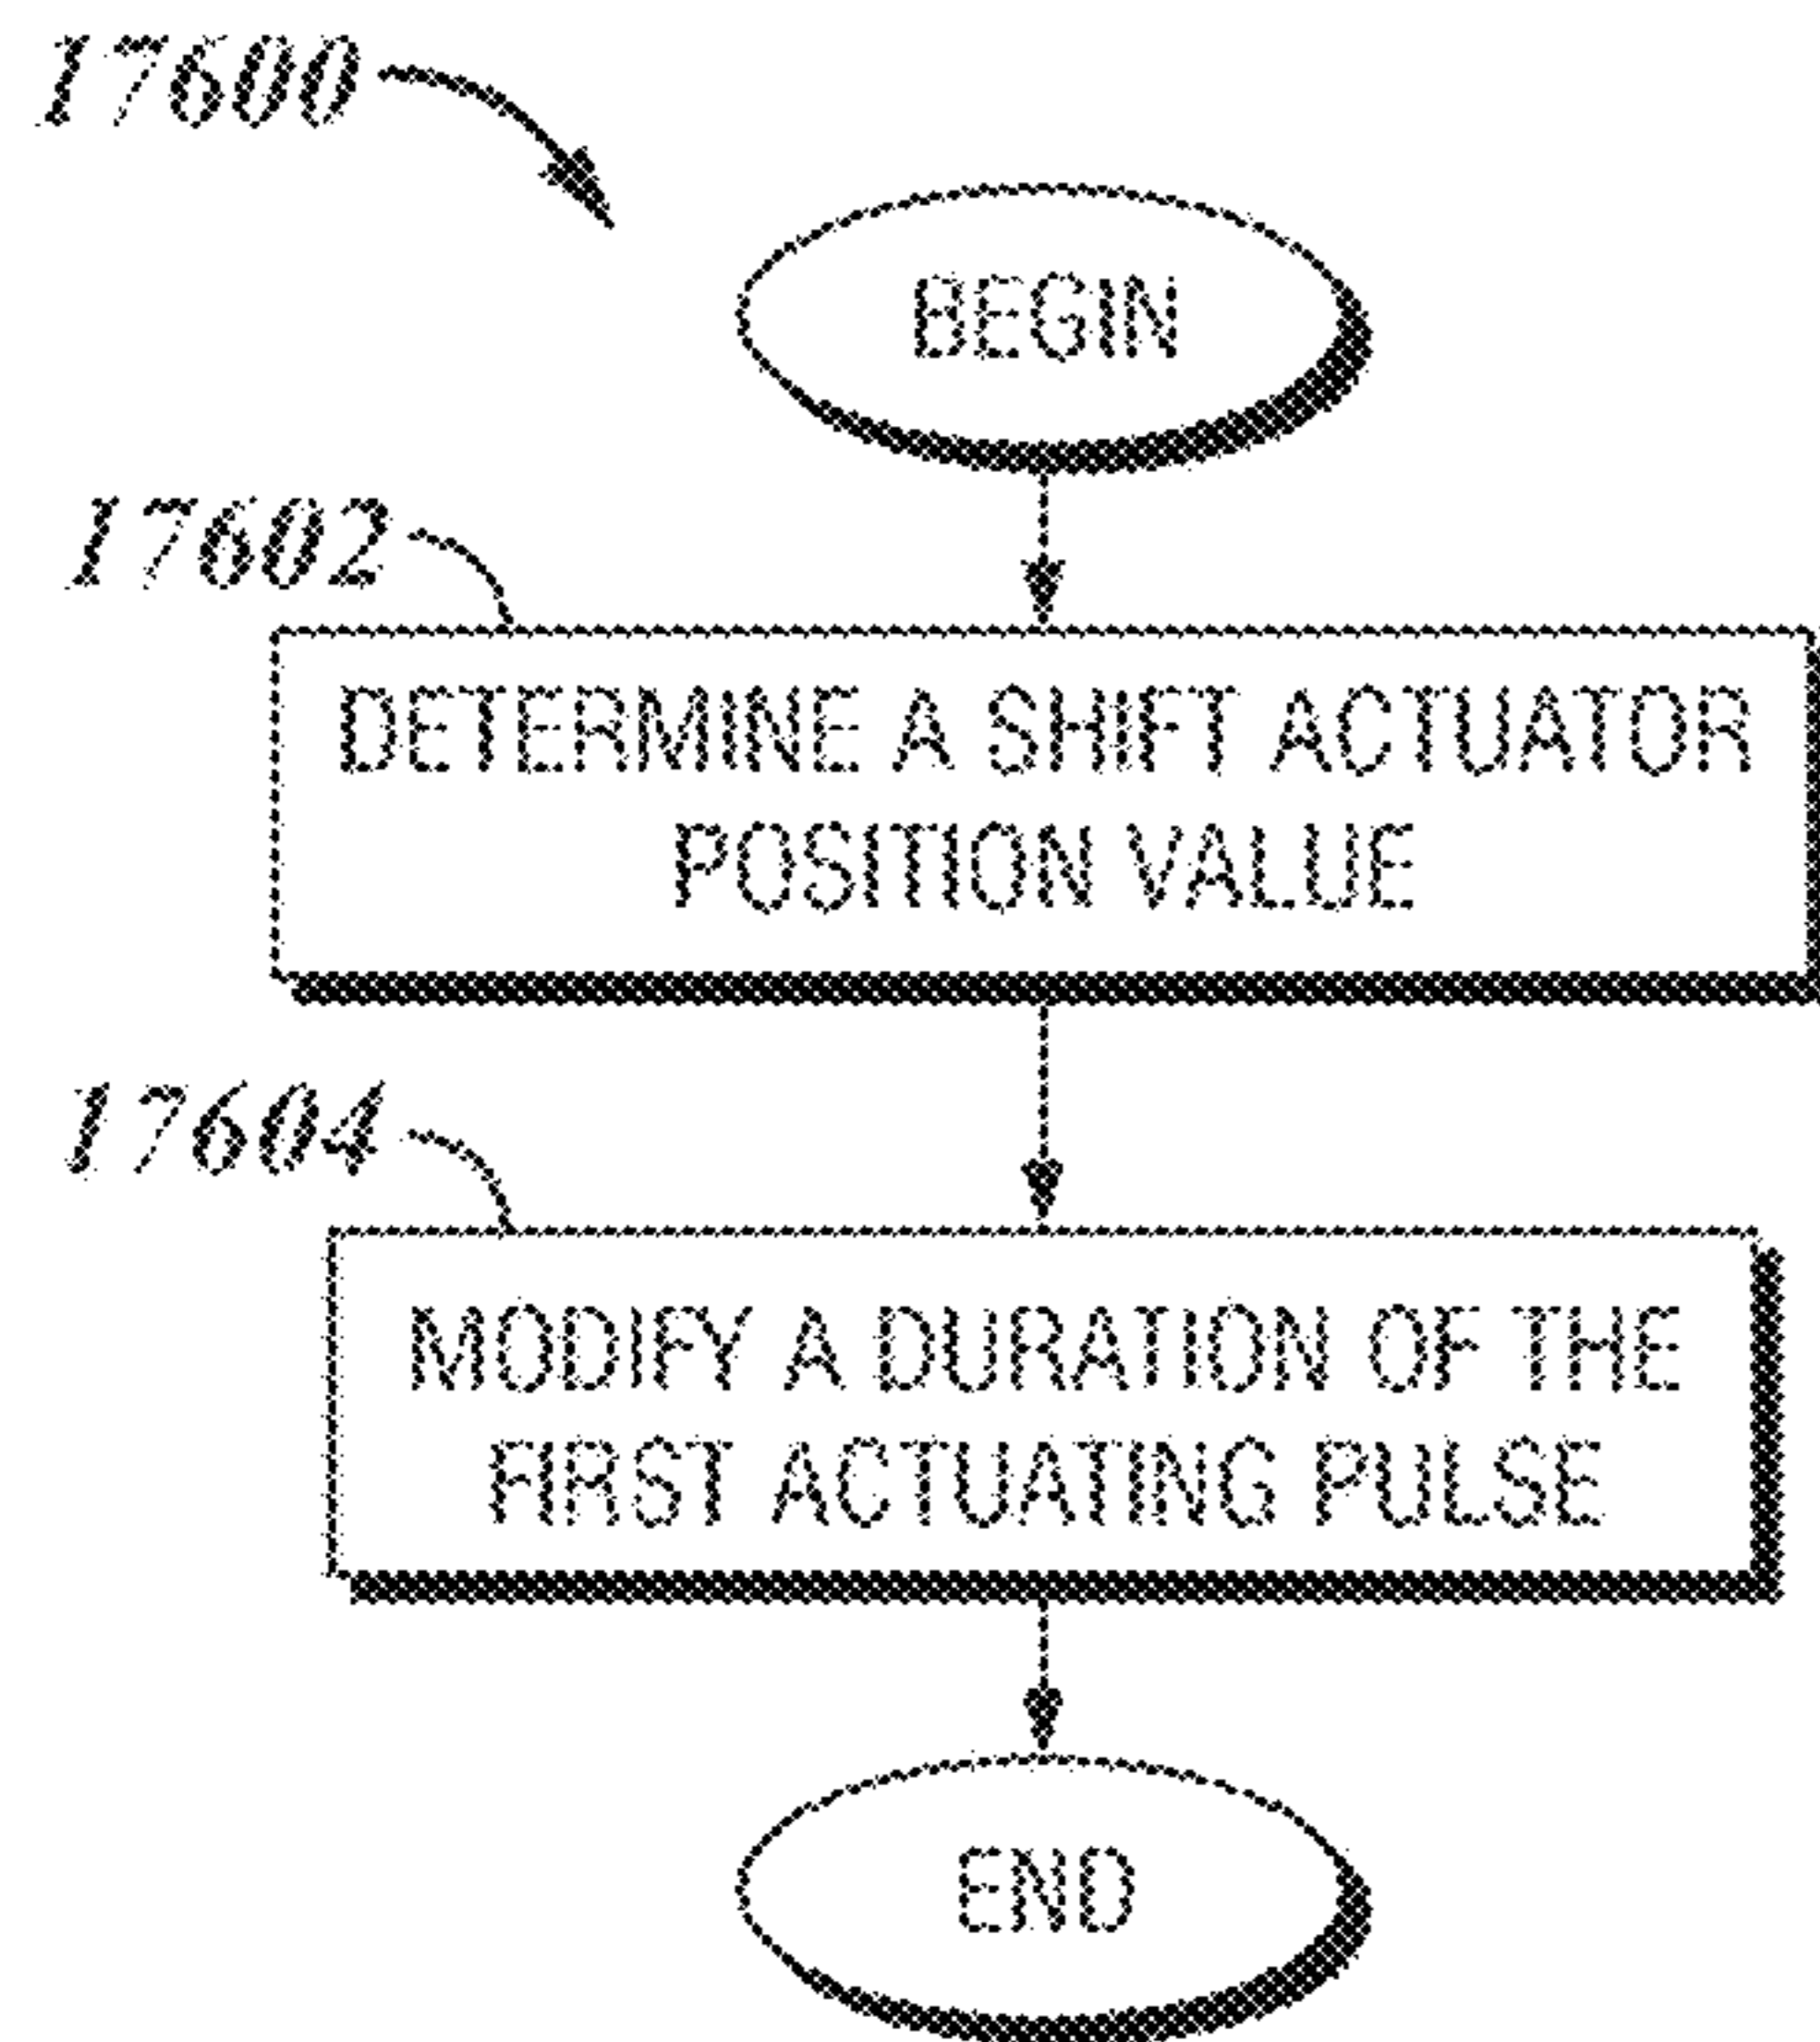 17600
BEGIN
17602
DETERMINE A SHIFT ACTUATOR
POSITION VALUE
17604
MODIFY A DURATION OF THE
FIRST ACTUATING PULSE
END